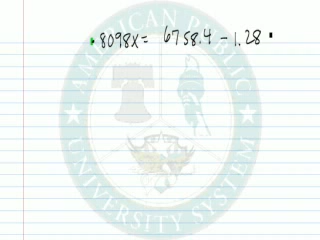 .8098x = 6758.4 - 1.28
AMERICAN PUBLIC
UNIVERSITY SYSTEM